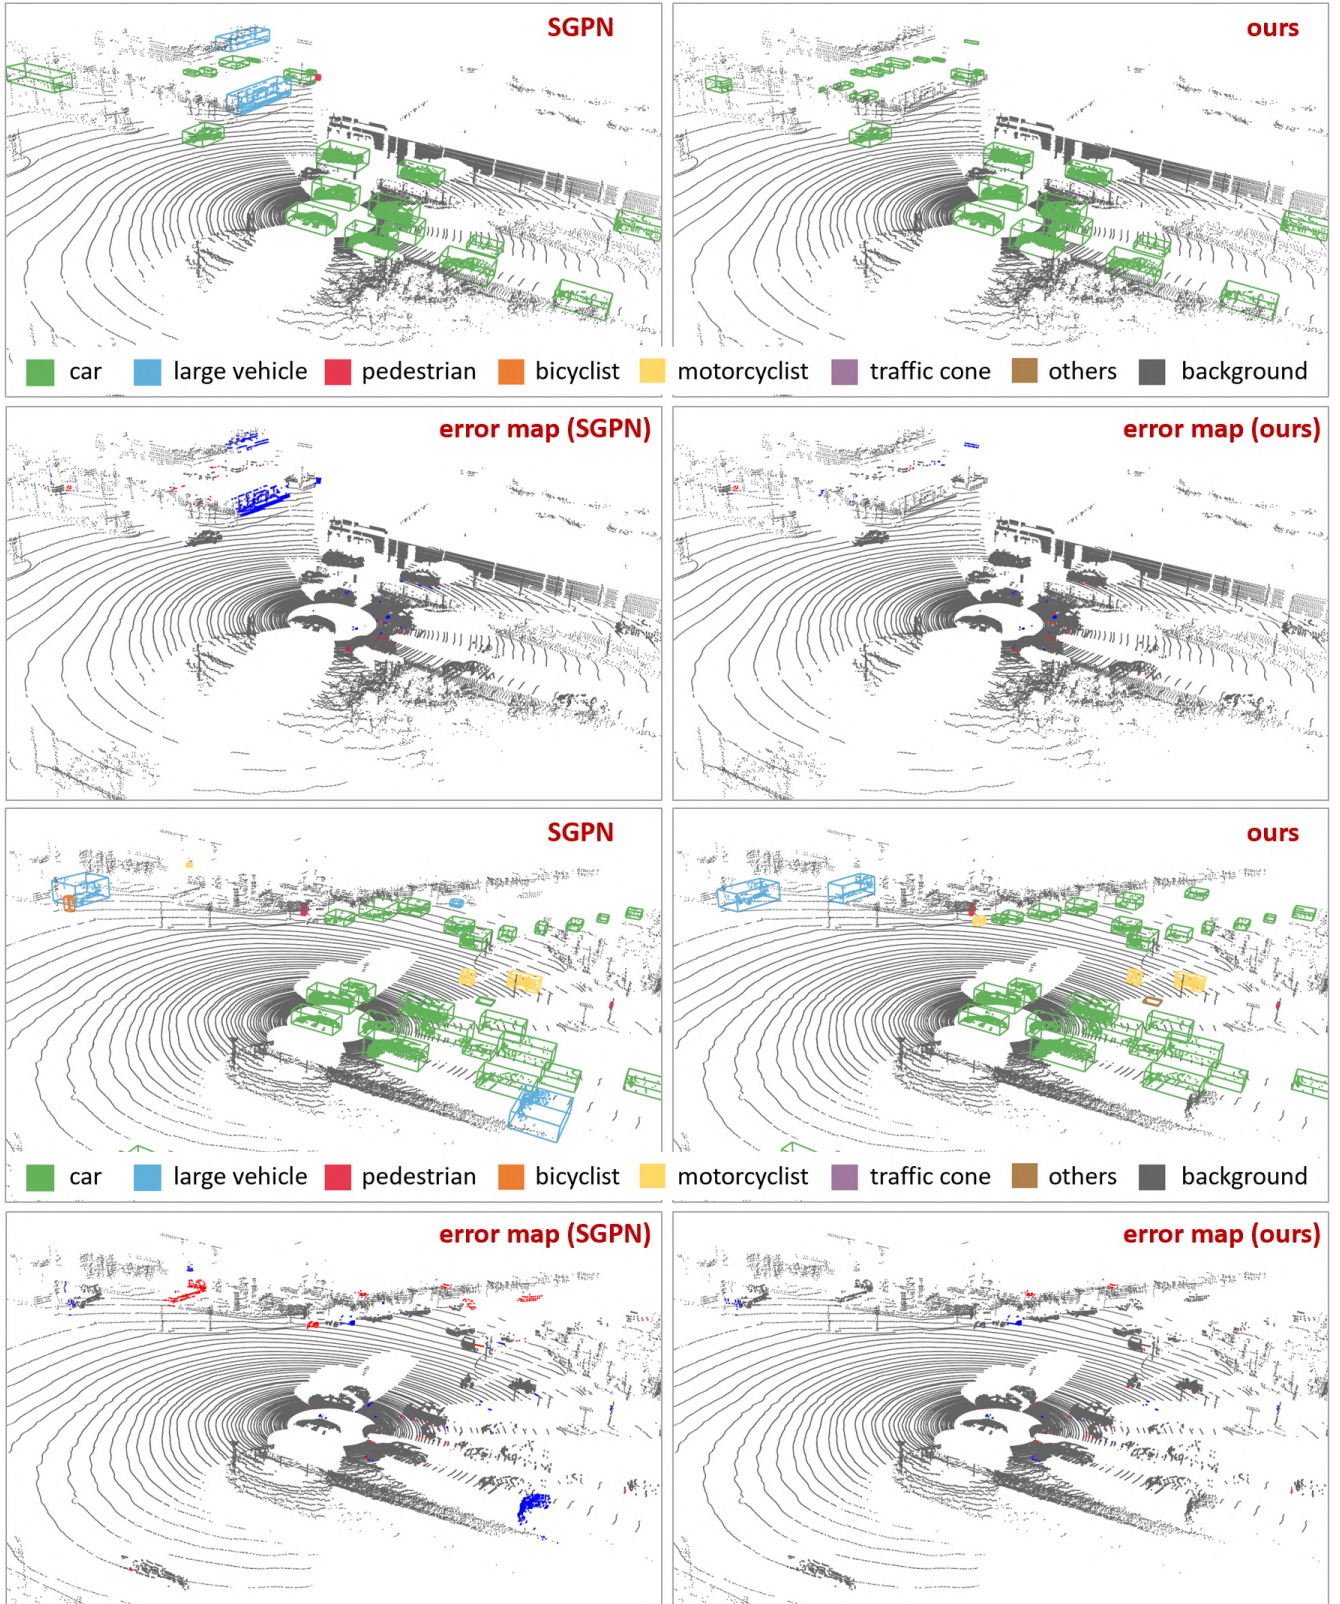 SGPN
ours
car large vehicle pedestrian bicyclist motorcyclist traffic cone others background
error map (SGPN)
error map (ours)
SGPN
ours
car large vehicle pedestrian bicyclist motorcyclist traffic cone others background
error map (SGPN)
error map (ours)